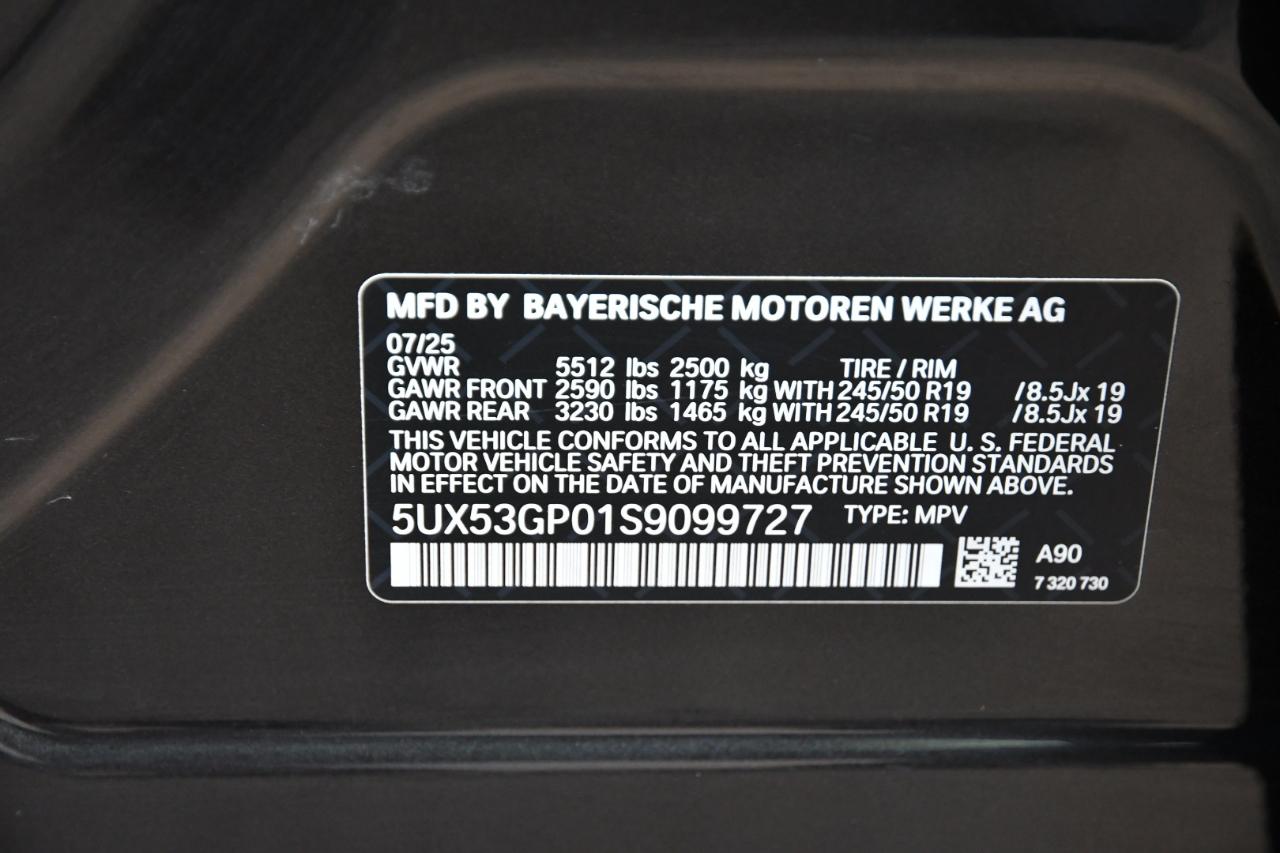 MFD BY BAYERISCHE MOTOREN WERKE AG
07/25
GVWR 5512 lbs 2500 kg TIRE / RIM
GAWR FRONT 2590 lbs 1175 kg WITH 245/50 R19 /8.5Jx 19
GAWR REAR 3230 lbs 1465 kg WITH 245/50 R19 /8.5Jx 19
THIS VEHICLE CONFORMS TO ALL APPLICABLE U. S. FEDERAL
MOTOR VEHICLE SAFETY AND THEFT PREVENTION STANDARDS
IN EFFECT ON THE DATE OF MANUFACTURE SHOWN ABOVE.
5UX53GP01S9099727 TYPE: MPV
A90
7 320 730